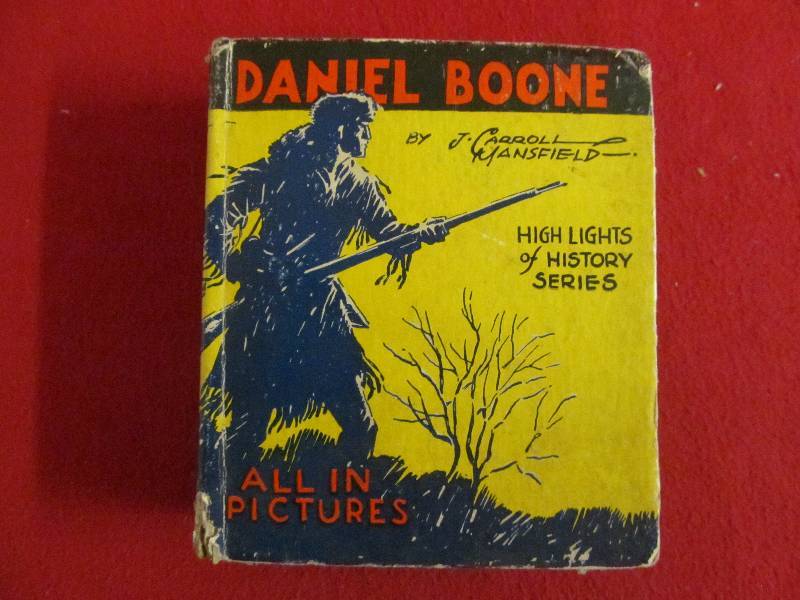 DANIEL BOONE
BY J. CARROLL
MANSFIELD
HIGH LIGHTS
of HISTORY
SERIES
ALL IN
PICTURES